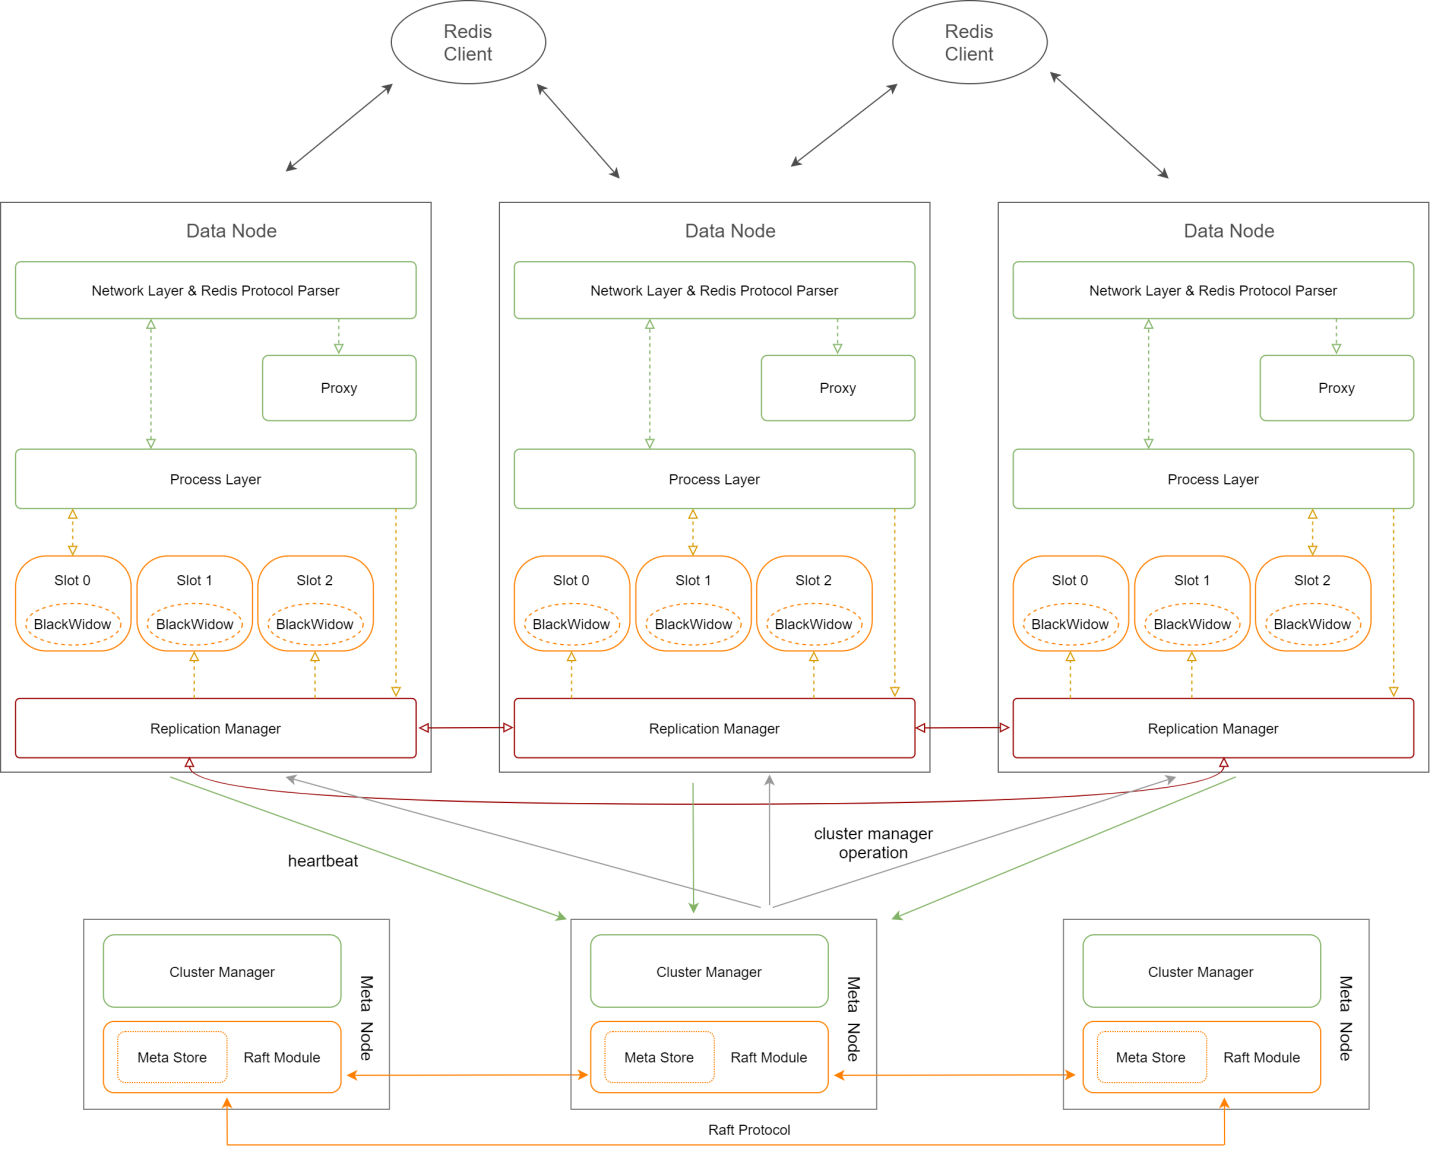 Redis
Client
Redis
Client
Data Node
Data Node
Data Node
Network Layer & Redis Protocol Parser
Network Layer & Redis Protocol Parser
Network Layer & Redis Protocol Parser
Proxy
Proxy
Proxy
Process Layer
Process Layer
Process Layer
Slot 0
Slot 1
Slot 2
Slot 0
Slot 1
Slot 2
Slot 0
Slot 1
Slot 2
BlackWidow
BlackWidow
BlackWidow
BlackWidow
BlackWidow
BlackWidow
BlackWidow
BlackWidow
BlackWidow
Replication Manager
Replication Manager
Replication Manager
heartbeat
cluster manager
operation
Cluster Manager
Meta Node
Cluster Manager
Meta Node
Cluster Manager
Meta Node
Meta Store
Raft Module
Meta Store
Raft Module
Meta Store
Raft Module
Raft Protocol